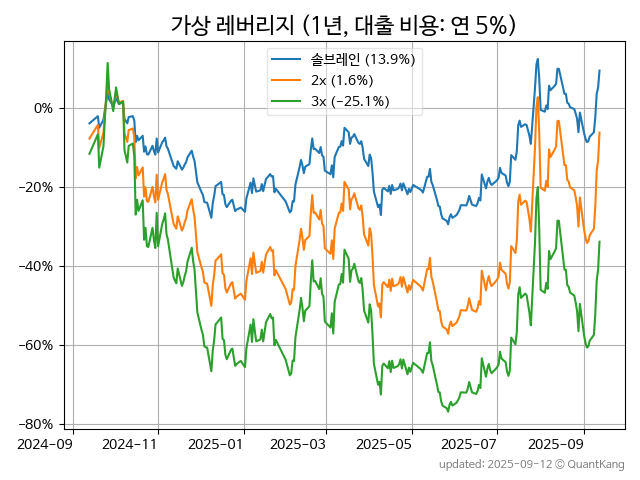 가상 레버리지 (1년, 대출 비용: 연 5%)
솔브레인 (13.9%)
2x (1.6%)
3x (−25.1%)
0%
−20%
−40%
−60%
−80%
2024-09 2024-11 2025-01 2025-03 2025-05 2025-07 2025-09
updated: 2025-09-12 © QuantKang